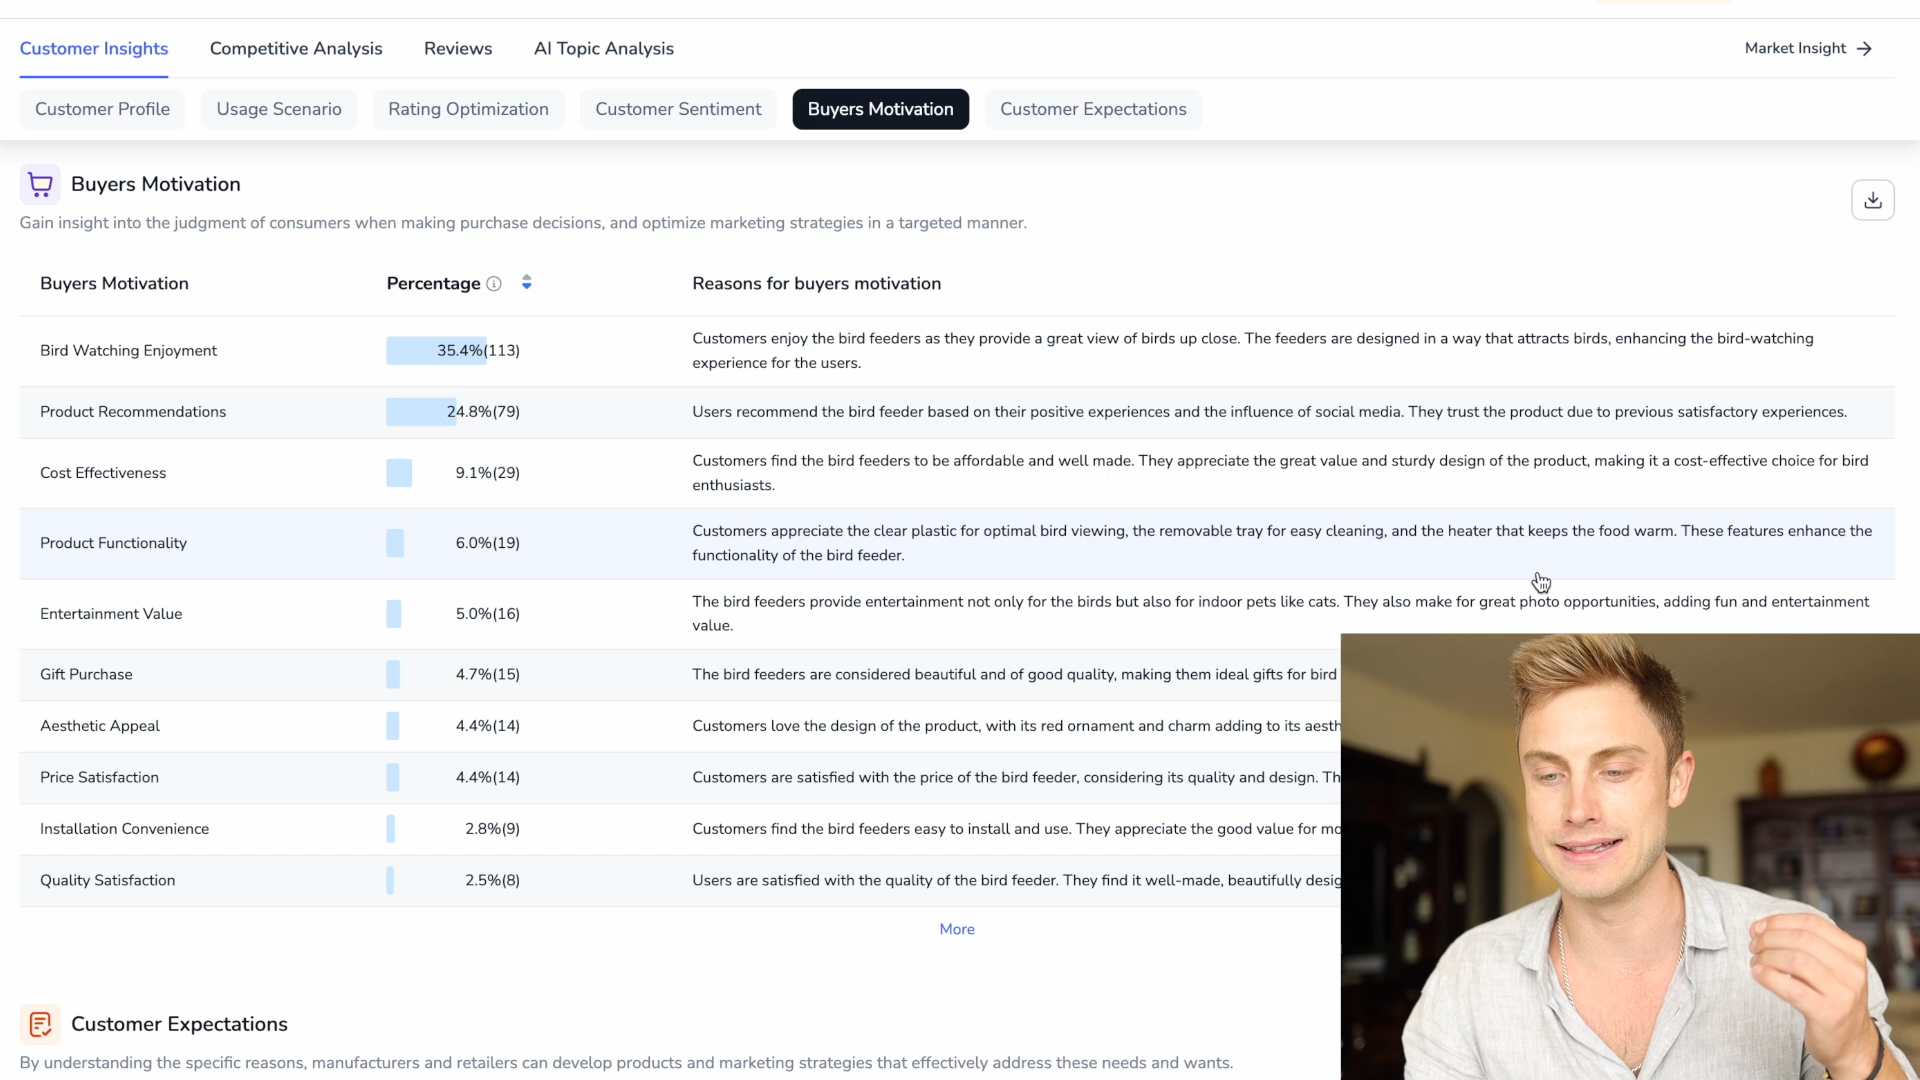 Customer Insights Competitive Analysis Reviews AI Topic Analysis Market Insight
Customer Profile Usage Scenario Rating Optimization Customer Sentiment Buyers Motivation Customer Expectations
Buyers Motivation
Gain insight into the judgment of consumers when making purchase decisions, and optimize marketing strategies in a targeted manner.
Buyers Motivation Percentage Reasons for buyers motivation
Bird Watching Enjoyment 35.4%(113) Customers enjoy the bird feeders as they provide a great view of birds up close. The feeders are designed in a way that attracts birds, enhancing the bird-watching
experience for the users.
Product Recommendations 24.8%(79) Users recommend the bird feeder based on their positive experiences and the influence of social media. They trust the product due to previous satisfactory experiences.
Cost Effectiveness 9.1%(29) Customers find the bird feeders to be affordable and well made. They appreciate the great value and sturdy design of the product, making it a cost-effective choice for bird
enthusiasts.
Product Functionality 6.0%(19) Customers appreciate the clear plastic for optimal bird viewing, the removable tray for easy cleaning, and the heater that keeps the food warm. These features enhance the
functionality of the bird feeder.
Entertainment Value 5.0%(16) The bird feeders provide entertainment not only for the birds but also for indoor pets like cats. They also make for great photo opportunities, adding fun and entertainment
value.
Gift Purchase 4.7%(15) The bird feeders are considered beautiful and of good quality, making them ideal gifts for bird
Aesthetic Appeal 4.4%(14) Customers love the design of the product, with its red ornament and charm adding to its aesth
Price Satisfaction 4.4%(14) Customers are satisfied with the price of the bird feeder, considering its quality and design. Th
Installation Convenience 2.8%(9) Customers find the bird feeders easy to install and use. They appreciate the good value for mo
Quality Satisfaction 2.5%(8) Users are satisfied with the quality of the bird feeder. They find it well-made, beautifully desig
More
Customer Expectations
By understanding the specific reasons, manufacturers and retailers can develop products and marketing strategies that effectively address these needs and wants.